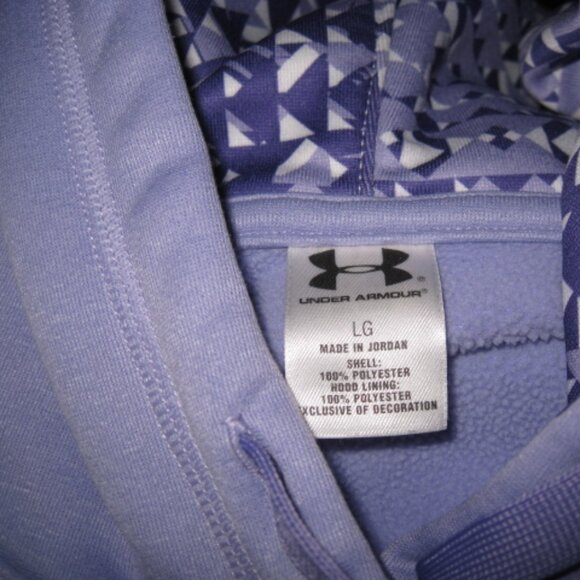 UNDER ARMOUR®
LG
MADE IN JORDAN
SHELL:
100% POLYESTER
HOOD LINING:
100% POLYESTER
EXCLUSIVE OF DECORATION